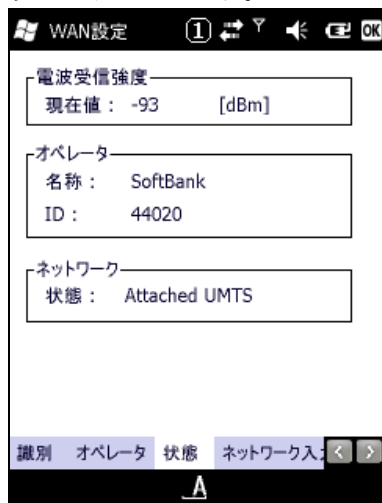 WAN設定 1 OK
電波受信強度
現在値： -93 [dBm]
オペレータ
名称： SoftBank
ID： 44020
ネットワーク
状態： Attached UMTS
識別 オペレータ 状態 ネットワーク入
A